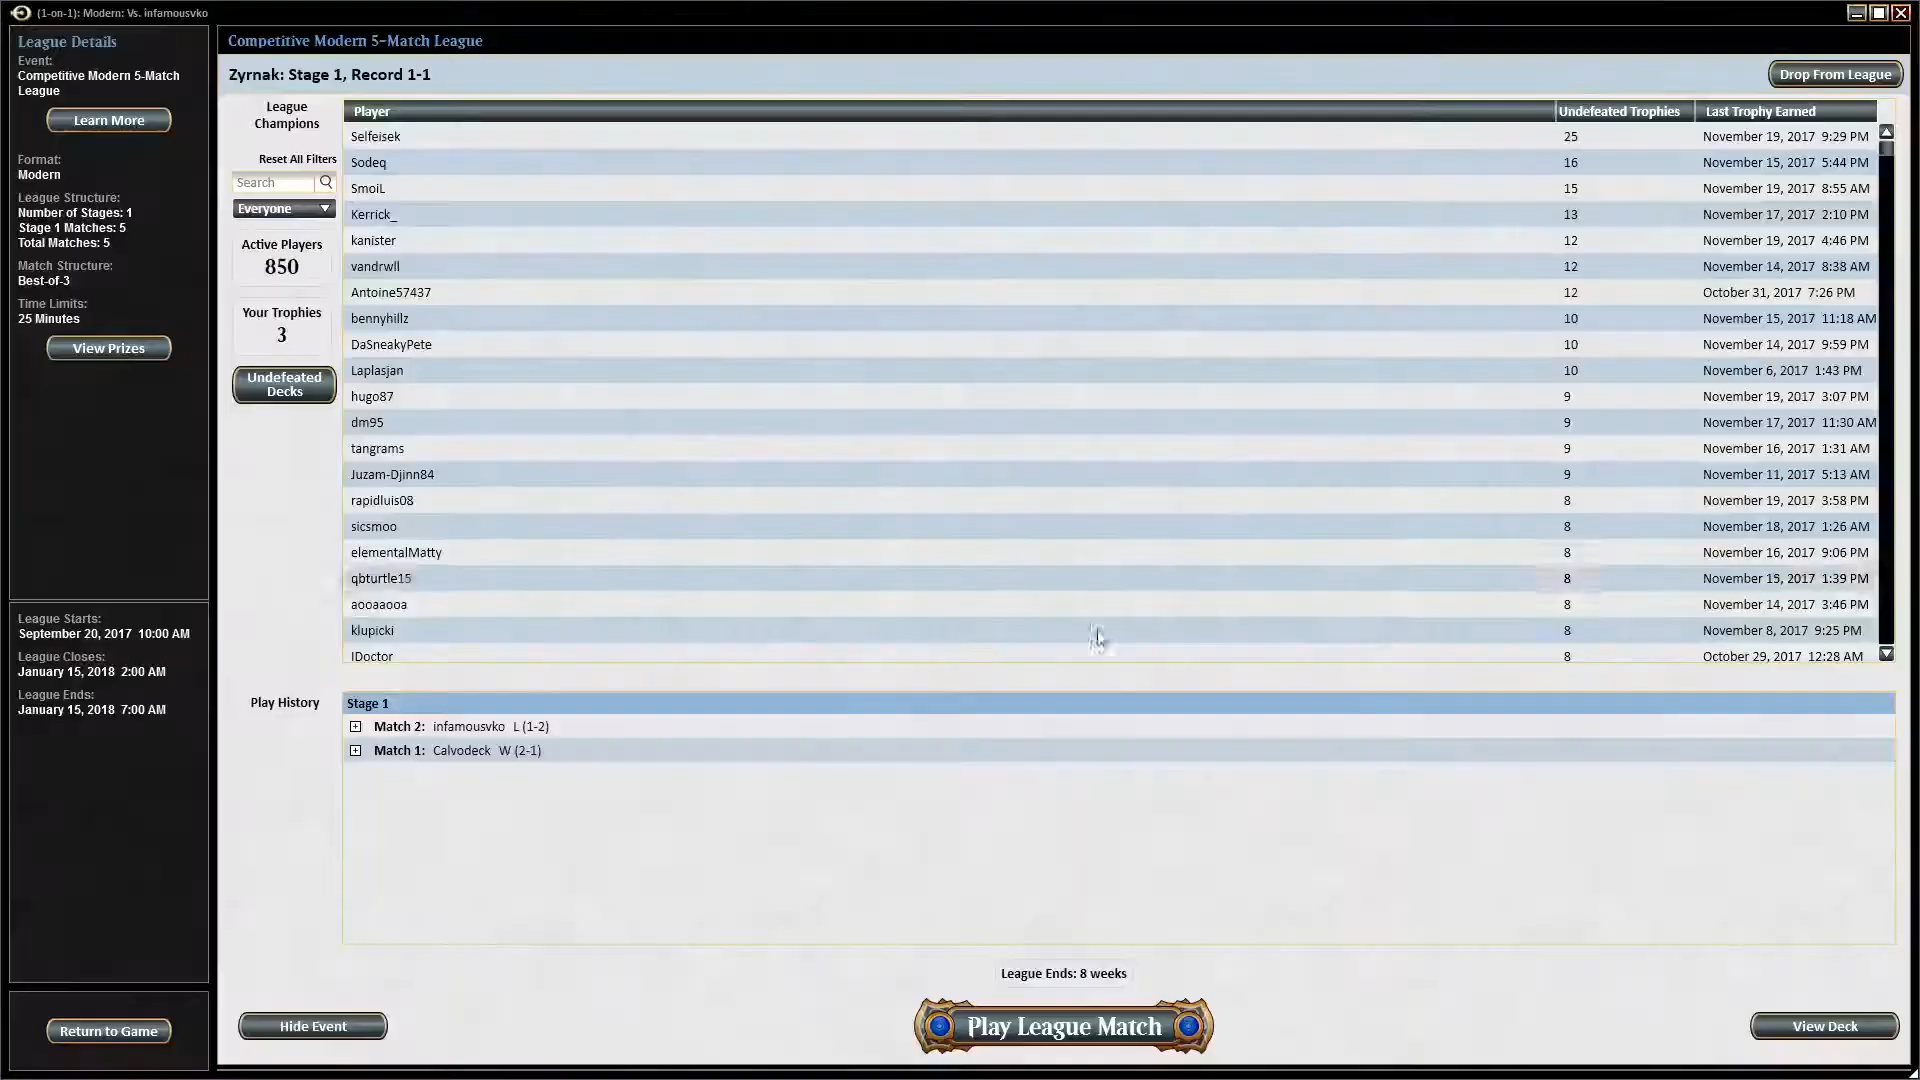 (1-on-1): Modern: Vs. infamousvko
League Details
Event:
Competitive Modern 5-Match
League
Learn More
Format:
Modern
League Structure:
Number of Stages: 1
Stage 1 Matches: 5
Total Matches: 5
Match Structure:
Best-of-3
Time Limits:
25 Minutes
View Prizes
League Starts:
September 20, 2017 10:00 AM
League Closes:
January 15, 2018 2:00 AM
League Ends:
January 15, 2018 7:00 AM
Return to Game
Competitive Modern 5-Match League
Zyrnak: Stage 1, Record 1-1
Drop From League
League
Champions
Reset All Filters
Search
Everyone
Active Players
850
Your Trophies
3
Undefeated
Decks
Player Undefeated Trophies Last Trophy Earned
Selfeisek 25 November 19, 2017 9:29 PM
Sodeq 16 November 15, 2017 5:44 PM
SmoiL 15 November 19, 2017 8:55 AM
Kerrick_ 13 November 17, 2017 2:10 PM
kanister 12 November 19, 2017 4:46 PM
vandrwll 12 November 14, 2017 8:38 AM
Antoine57437 12 October 31, 2017 7:26 PM
bennyhillz 10 November 15, 2017 11:18 AM
DaSneakyPete 10 November 14, 2017 9:59 PM
Laplasjan 10 November 6, 2017 1:43 PM
hugo87 9 November 19, 2017 3:07 PM
dm95 9 November 17, 2017 11:30 AM
tangrams 9 November 16, 2017 1:31 AM
Juzam-Djinn84 9 November 11, 2017 5:13 AM
rapidluis08 8 November 19, 2017 3:58 PM
sicsmoo 8 November 18, 2017 1:26 AM
elementalMatty 8 November 16, 2017 9:06 PM
qbturtle15 8 November 15, 2017 1:39 PM
aooaaooa 8 November 14, 2017 3:46 PM
klupicki 8 November 8, 2017 9:25 PM
IDoctor 8 October 29, 2017 12:28 AM
Play History
Stage 1
Match 2: infamousvko L (1-2)
Match 1: Calvodeck W (2-1)
League Ends: 8 weeks
Hide Event
Play League Match
View Deck